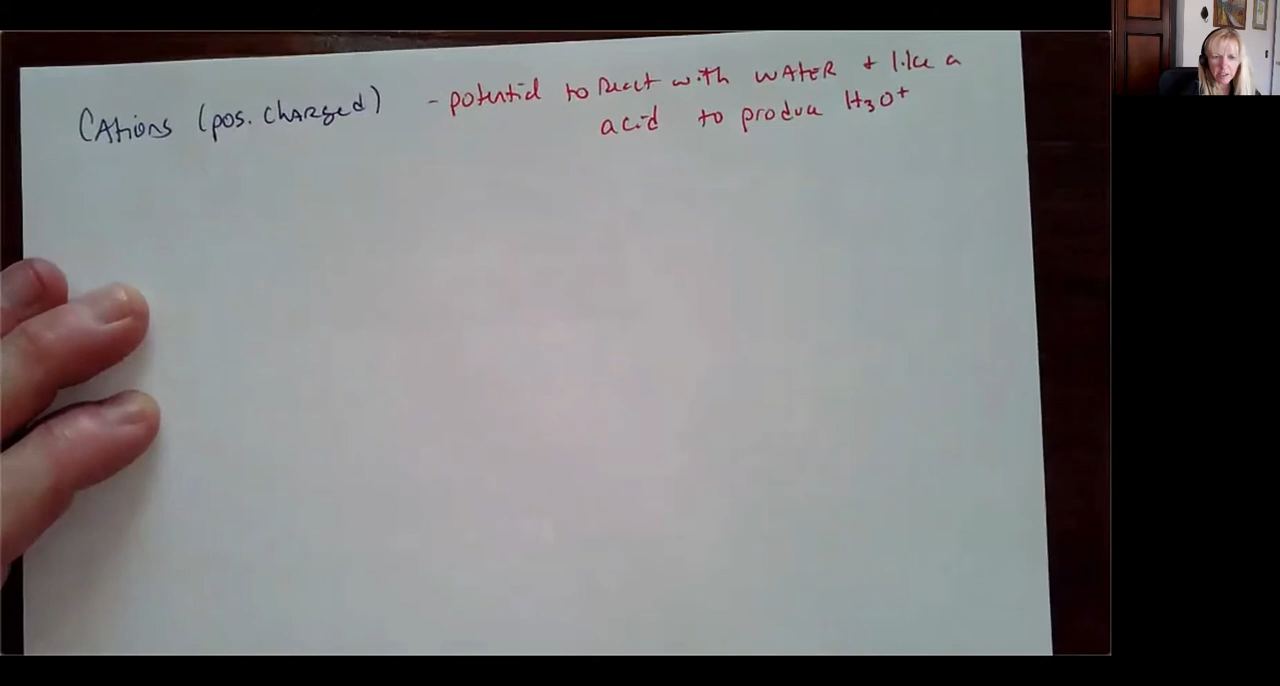 Cations (pos. charged) - potential to react with water + like a
acid to produce H₃O⁺